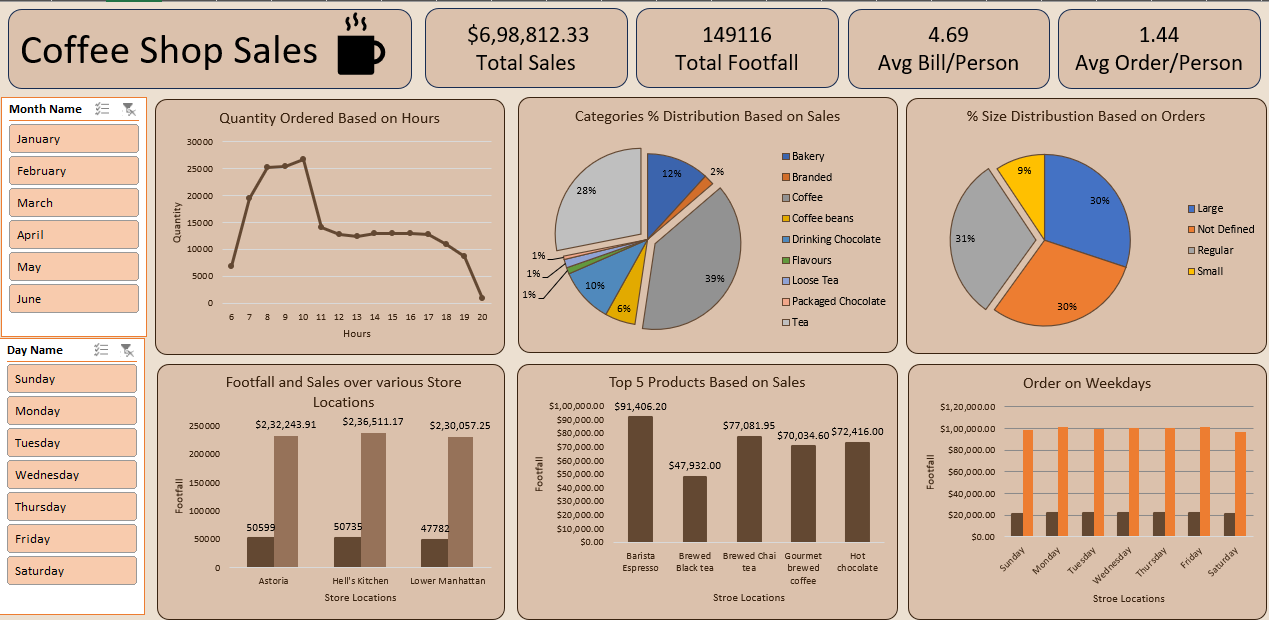 Coffee Shop Sales
$6,98,812.33
Total Sales
149116
Total Footfall
4.69
Avg Bill/Person
1.44
Avg Order/Person
Month Name
January
February
March
April
May
June
Day Name
Sunday
Monday
Tuesday
Wednesday
Thursday
Friday
Saturday
Quantity Ordered Based on Hours
30000
25000
20000
15000
10000
5000
0
Quantity
6 7 8 9 10 11 12 13 14 15 16 17 18 19 20
Hours
Categories % Distribution Based on Sales
12%
2%
39%
6%
10%
1%
1%
1%
28%
Bakery
Branded
Coffee
Coffee beans
Drinking Chocolate
Flavours
Loose Tea
Packaged Chocolate
Tea
% Size Distribustion Based on Orders
30%
30%
31%
9%
Large
Not Defined
Regular
Small
Footfall and Sales over various Store
Locations
250000
200000
150000
100000
50000
0
Footfall
$2,32,243.91
$2,36,511.17
$2,30,057.25
50599
50735
47782
Astoria
Hell's Kitchen
Lower Manhattan
Store Locations
Top 5 Products Based on Sales
$1,00,000.00
$90,000.00
$80,000.00
$70,000.00
$60,000.00
$50,000.00
$40,000.00
$30,000.00
$20,000.00
$10,000.00
$0.00
Footfall
$91,406.20
$47,932.00
$77,081.95
$70,034.60
$72,416.00
Barista
Espresso
Brewed
Black tea
Brewed Chai
tea
Gourmet
brewed
coffee
Hot
chocolate
Stroe Locations
Order on Weekdays
$1,20,000.00
$1,00,000.00
$80,000.00
$60,000.00
$40,000.00
$20,000.00
$0.00
Footfall
Sunday
Monday
Tuesday
Wednesday
Thursday
Friday
Saturday
Stroe Locations